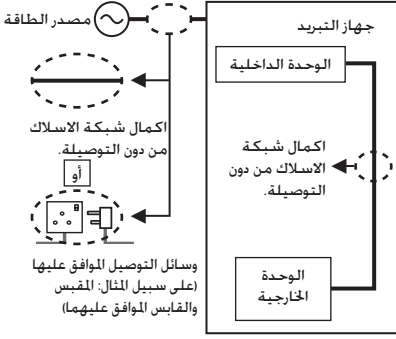 مصدر الطاقة
جهاز التبريد
الوحدة الداخلية
اكمال شبكة
الاسلاك من دون
التوصيلة.
الوحدة
الخارجية
اكمال شبكة الاسلاك
من دون التوصيلة.
أو
وسائل التوصيل الموافق عليها
(على سبيل المثال: المقبس
والقابس الموافق عليهما)